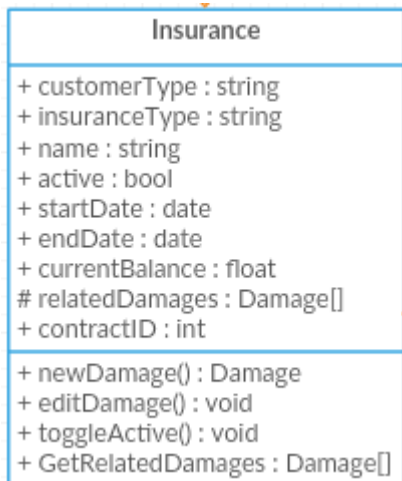 Insurance
+ customerType : string
+ insuranceType : string
+ name : string
+ active : bool
+ startDate : date
+ endDate : date
+ currentBalance : float
# relatedDamages : Damage[]
+ contractID : int
+ newDamage() : Damage
+ editDamage() : void
+ toggleActive() : void
+ GetRelatedDamages : Damage[]